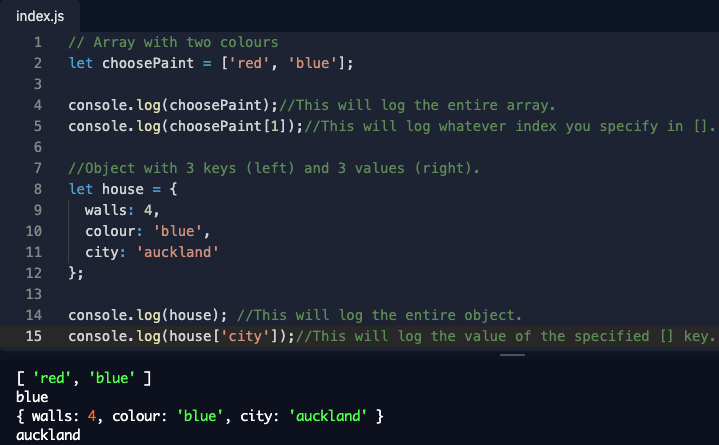 index.js
1 // Array with two colours
2 let choosePaint = ['red', 'blue'];
3
4 console.log(choosePaint);//This will log the entire array.
5 console.log(choosePaint[1]);//This will log whatever index you specify in [].
6
7 //Object with 3 keys (left) and 3 values (right).
8 let house = {
9 walls: 4,
10 colour: 'blue',
11 city: 'auckland'
12 };
13
14 console.log(house); //This will log the entire object.
15 console.log(house['city']);//This will log the value of the specified [] key.
[ 'red', 'blue' ]
blue
{ walls: 4, colour: 'blue', city: 'auckland' }
auckland